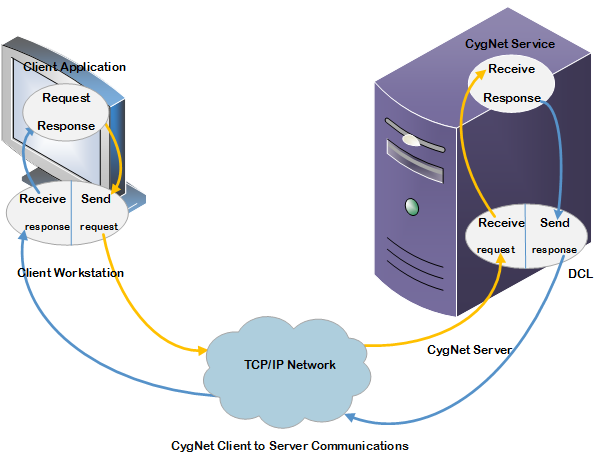 Client Application
Request
Response
Receive
response
Send
request
Client Workstation
CygNet Service
Receive
Response
Receive
request
Send
response
DCL
CygNet Server
TCP/IP Network
CygNet Client to Server Communications